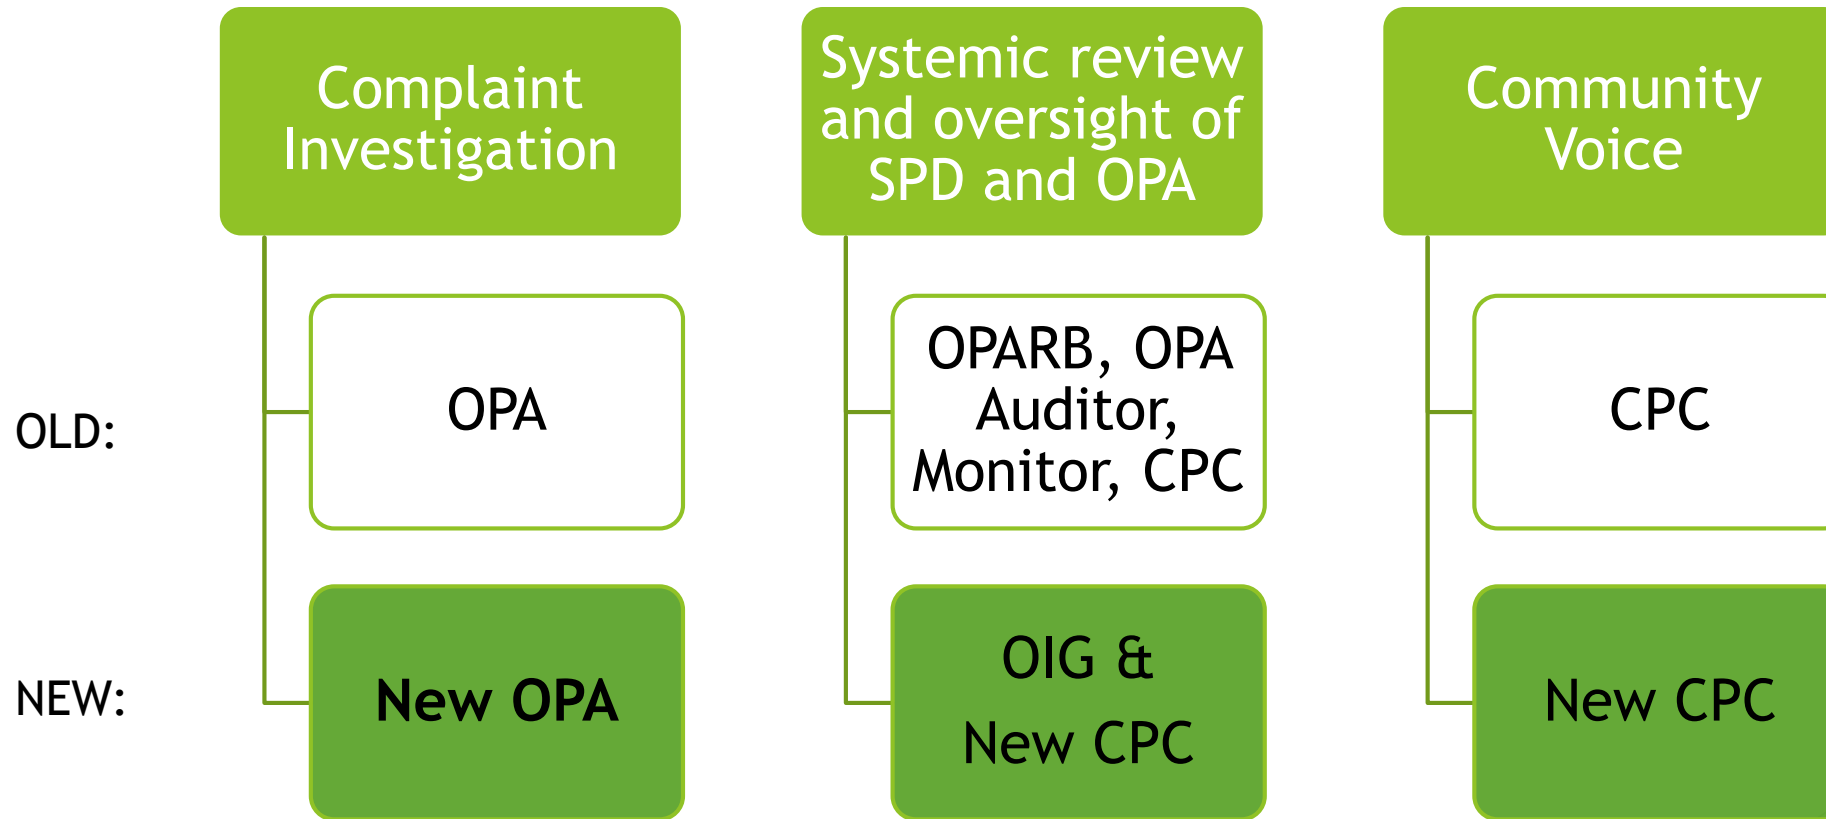 Complaint
Investigation
Systemic review
and oversight of
SPD and OPA
Community
Voice
OLD:
OPA
OPARB, OPA
Auditor,
Monitor, CPC
CPC
NEW:
New OPA
OIG &
New CPC
New CPC